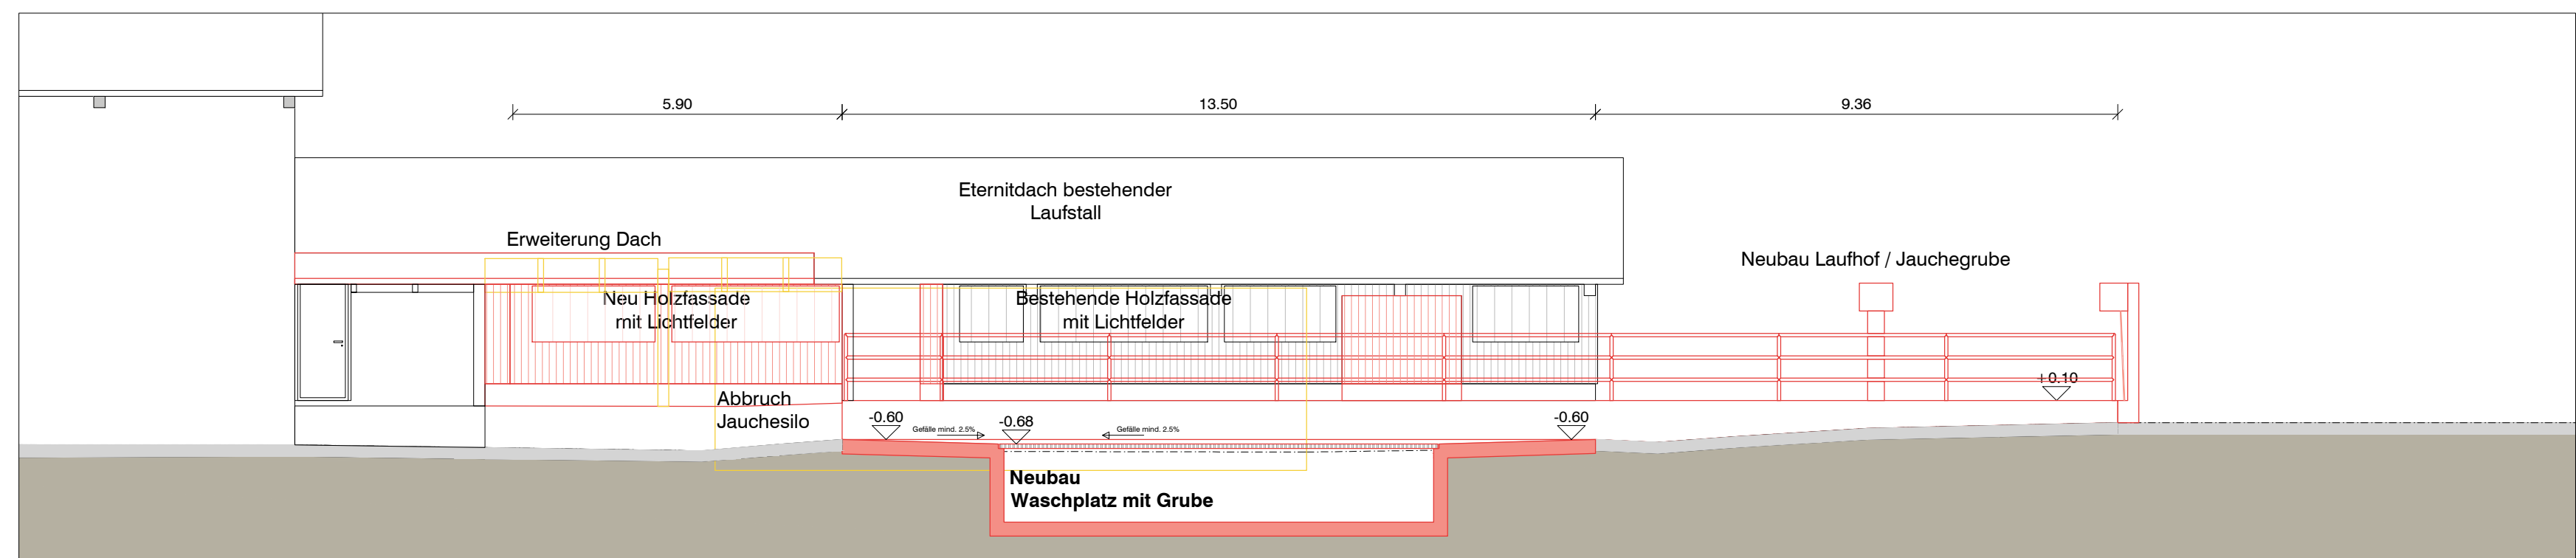 5.90
13.50
9.36
Eternitdach bestehender
Laufstall
Erweiterung Dach
Neubau Laufhof / Jauchegrube
Neu Holzfassade
mit Lichtfelder
Bestehende Holzfassade
mit Lichtfelder
+0.10
Abbruch
Jauchesilo
-0.60
Gefälle mind. 2.5%
-0.68
Gefälle mind. 2.5%
-0.60
Neubau
Waschplatz mit Grube